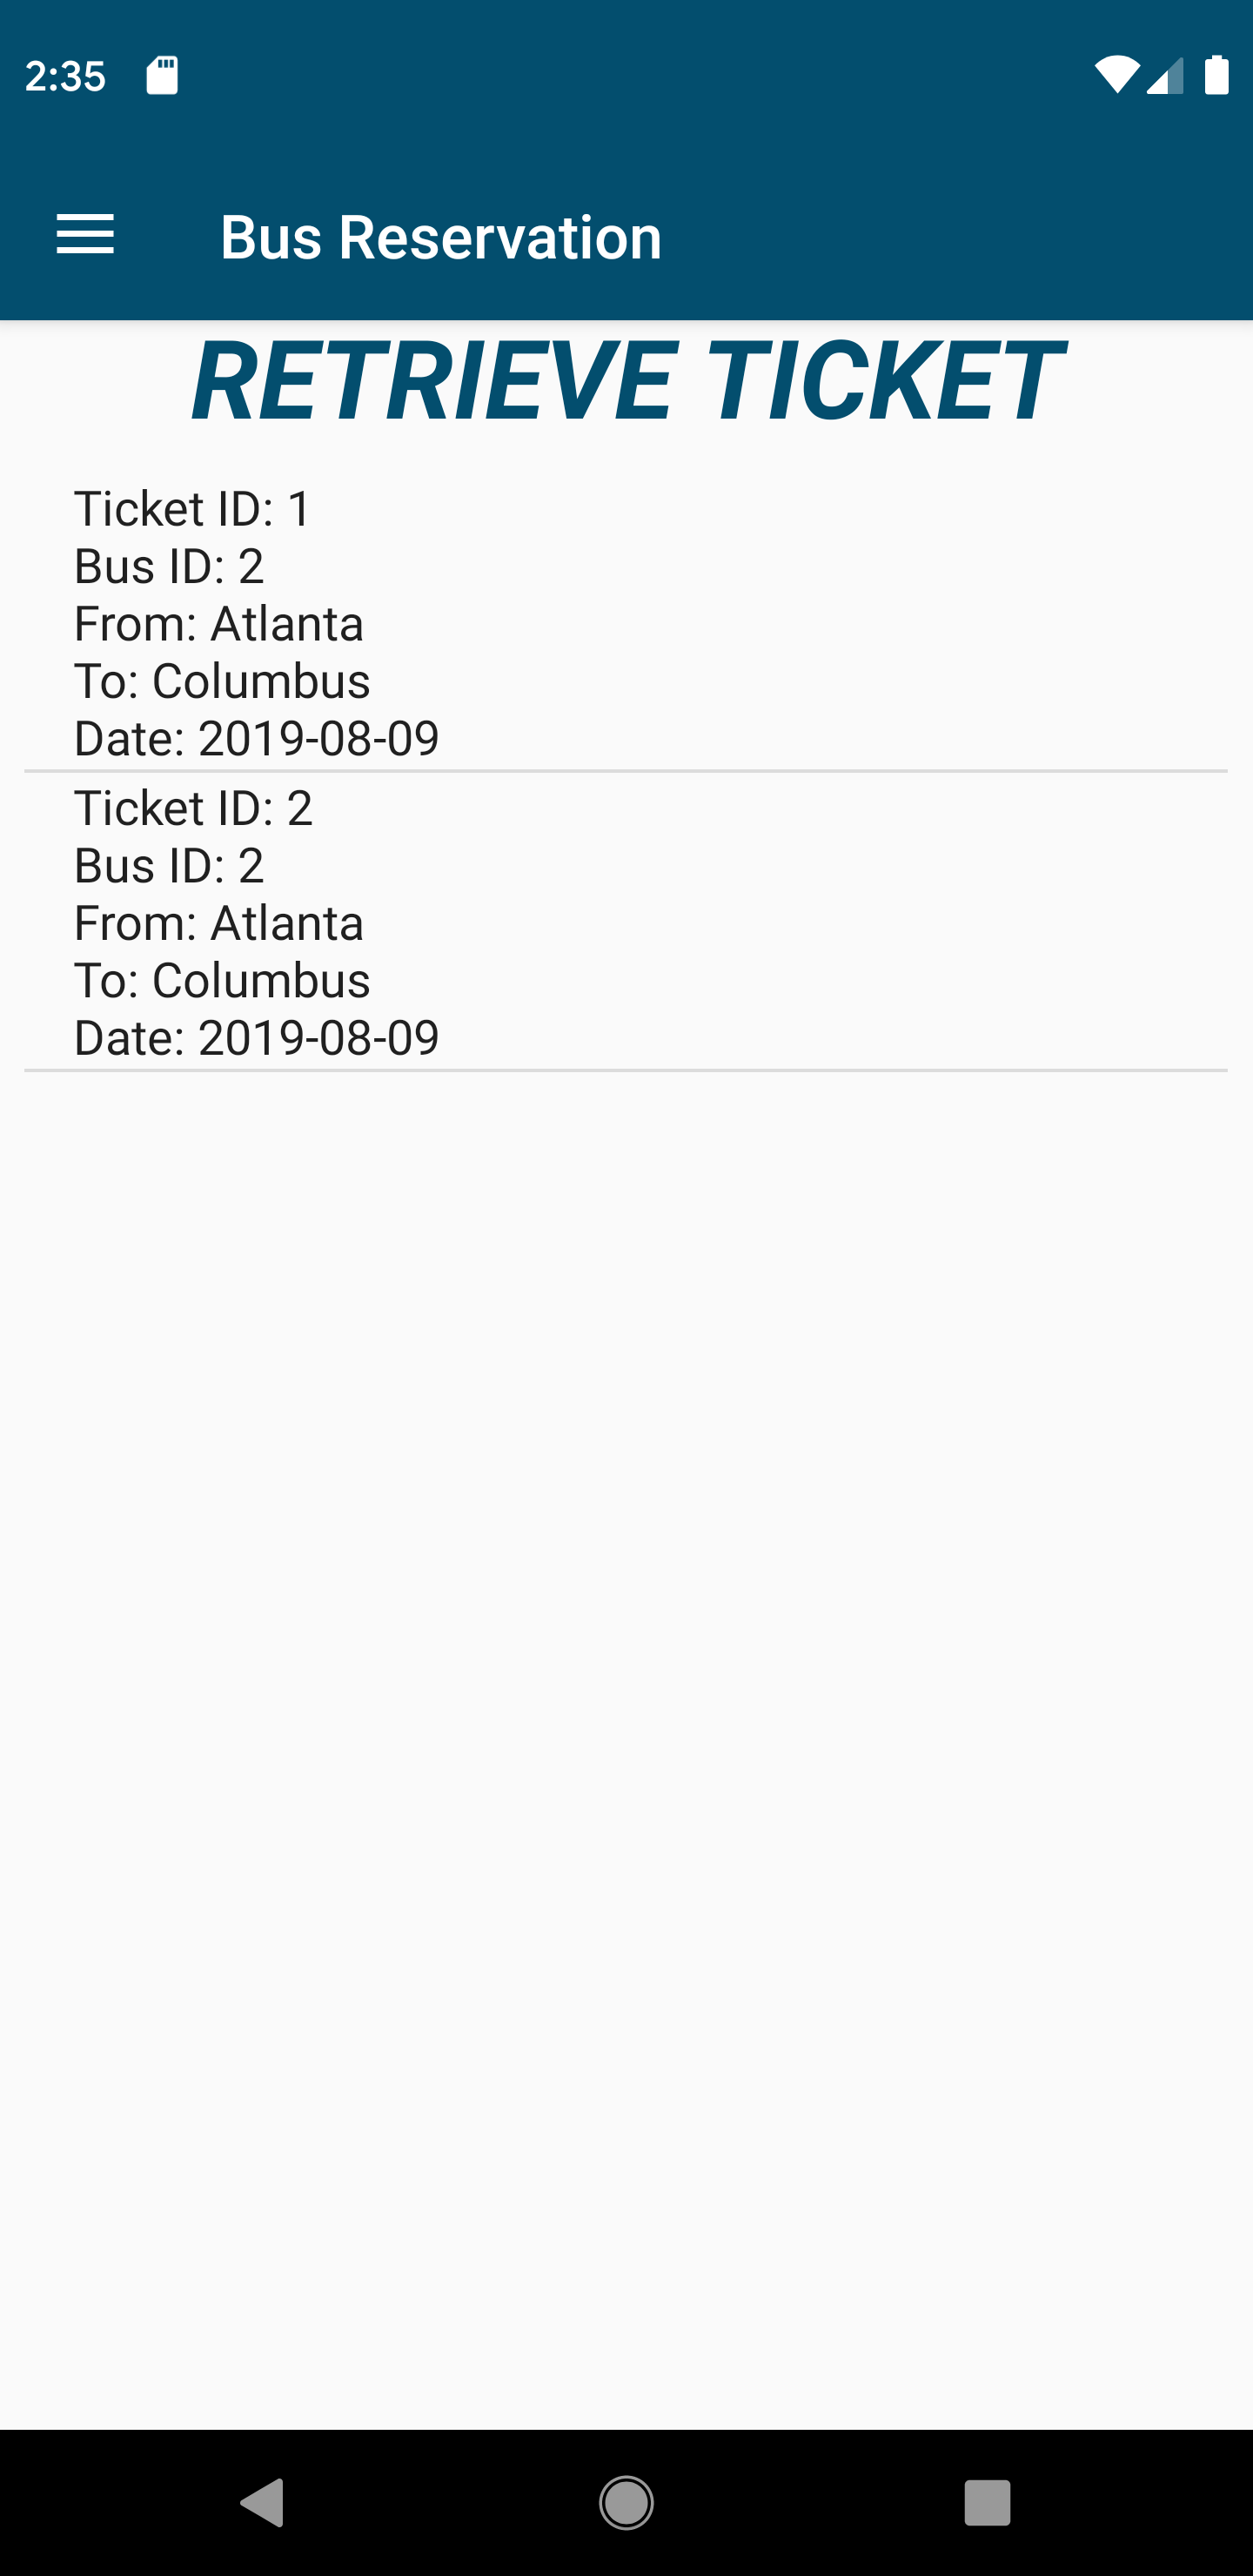 2:35
Bus Reservation
RETRIEVE TICKET
Ticket ID: 1
Bus ID: 2
From: Atlanta
To: Columbus
Date: 2019-08-09
Ticket ID: 2
Bus ID: 2
From: Atlanta
To: Columbus
Date: 2019-08-09